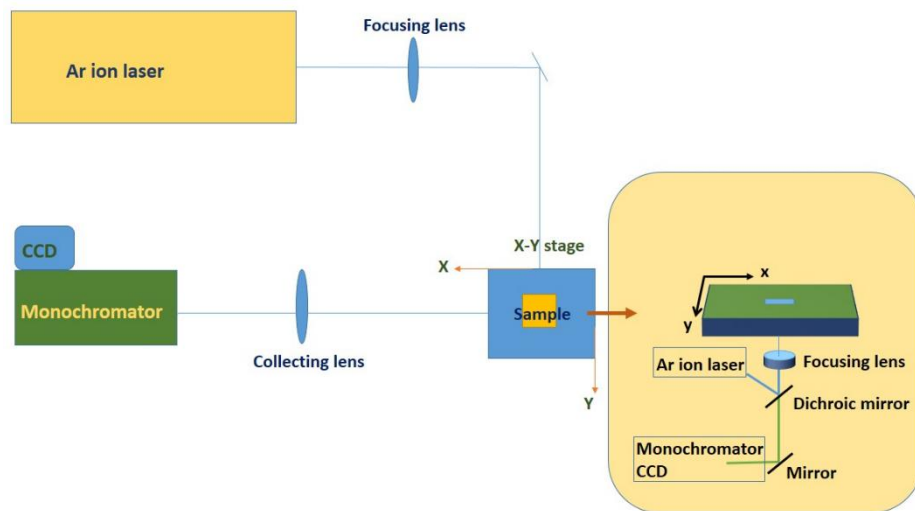 Focusing lens
Ar ion laser
CCD
Monochromator
Collecting lens
X-Y stage
X
Sample
Y
x
y
Focusing lens
Ar ion laser
Dichroic mirror
Monochromator
CCD
Mirror